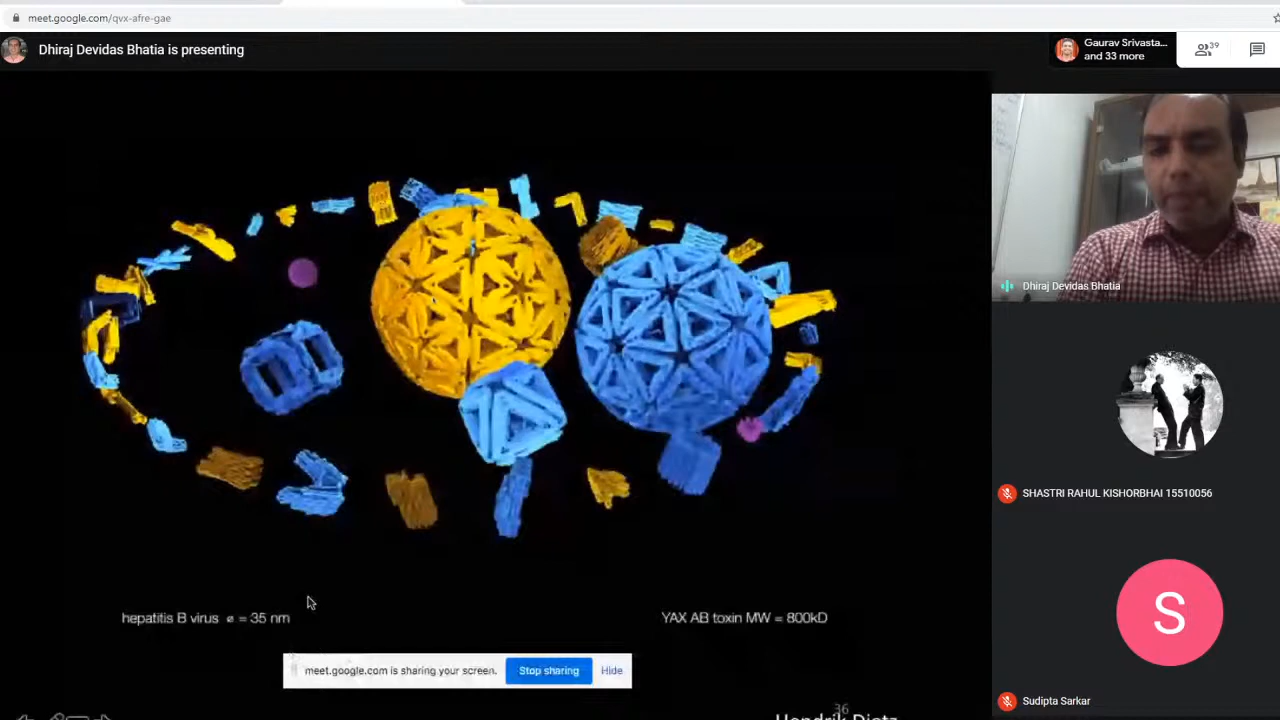 meet.google.com/qvx-afre-gae
Dhiraj Devidas Bhatia is presenting
Gaurav Srivasta...
and 33 more
39
Dhiraj Devidas Bhatia
SHASTRI RAHUL KISHORBHAI 15510056
S
Sudipta Sarkar
hepatitis B virus ø = 35 nm
YAX AB toxin MW = 800kD
meet.google.com is sharing your screen.
Stop sharing
Hide
36
Hendrik Dietz